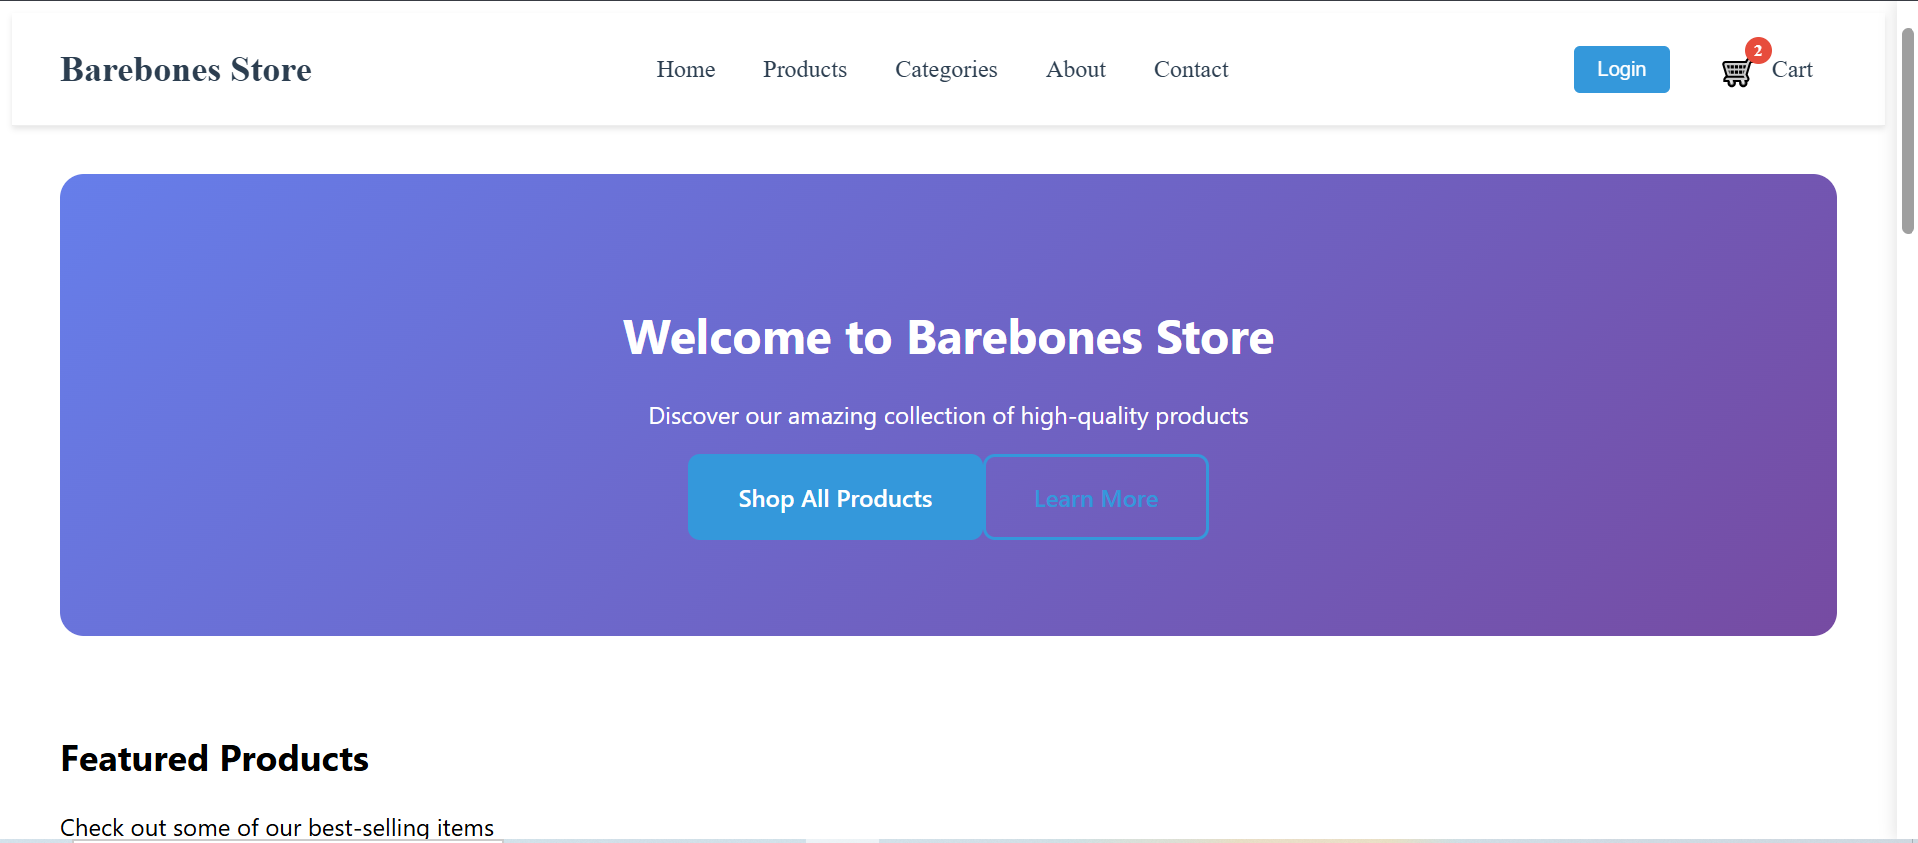 Barebones Store
Home Products Categories About Contact
Login
2
Cart
Welcome to Barebones Store
Discover our amazing collection of high-quality products
Shop All Products
Learn More
Featured Products
Check out some of our best-selling items